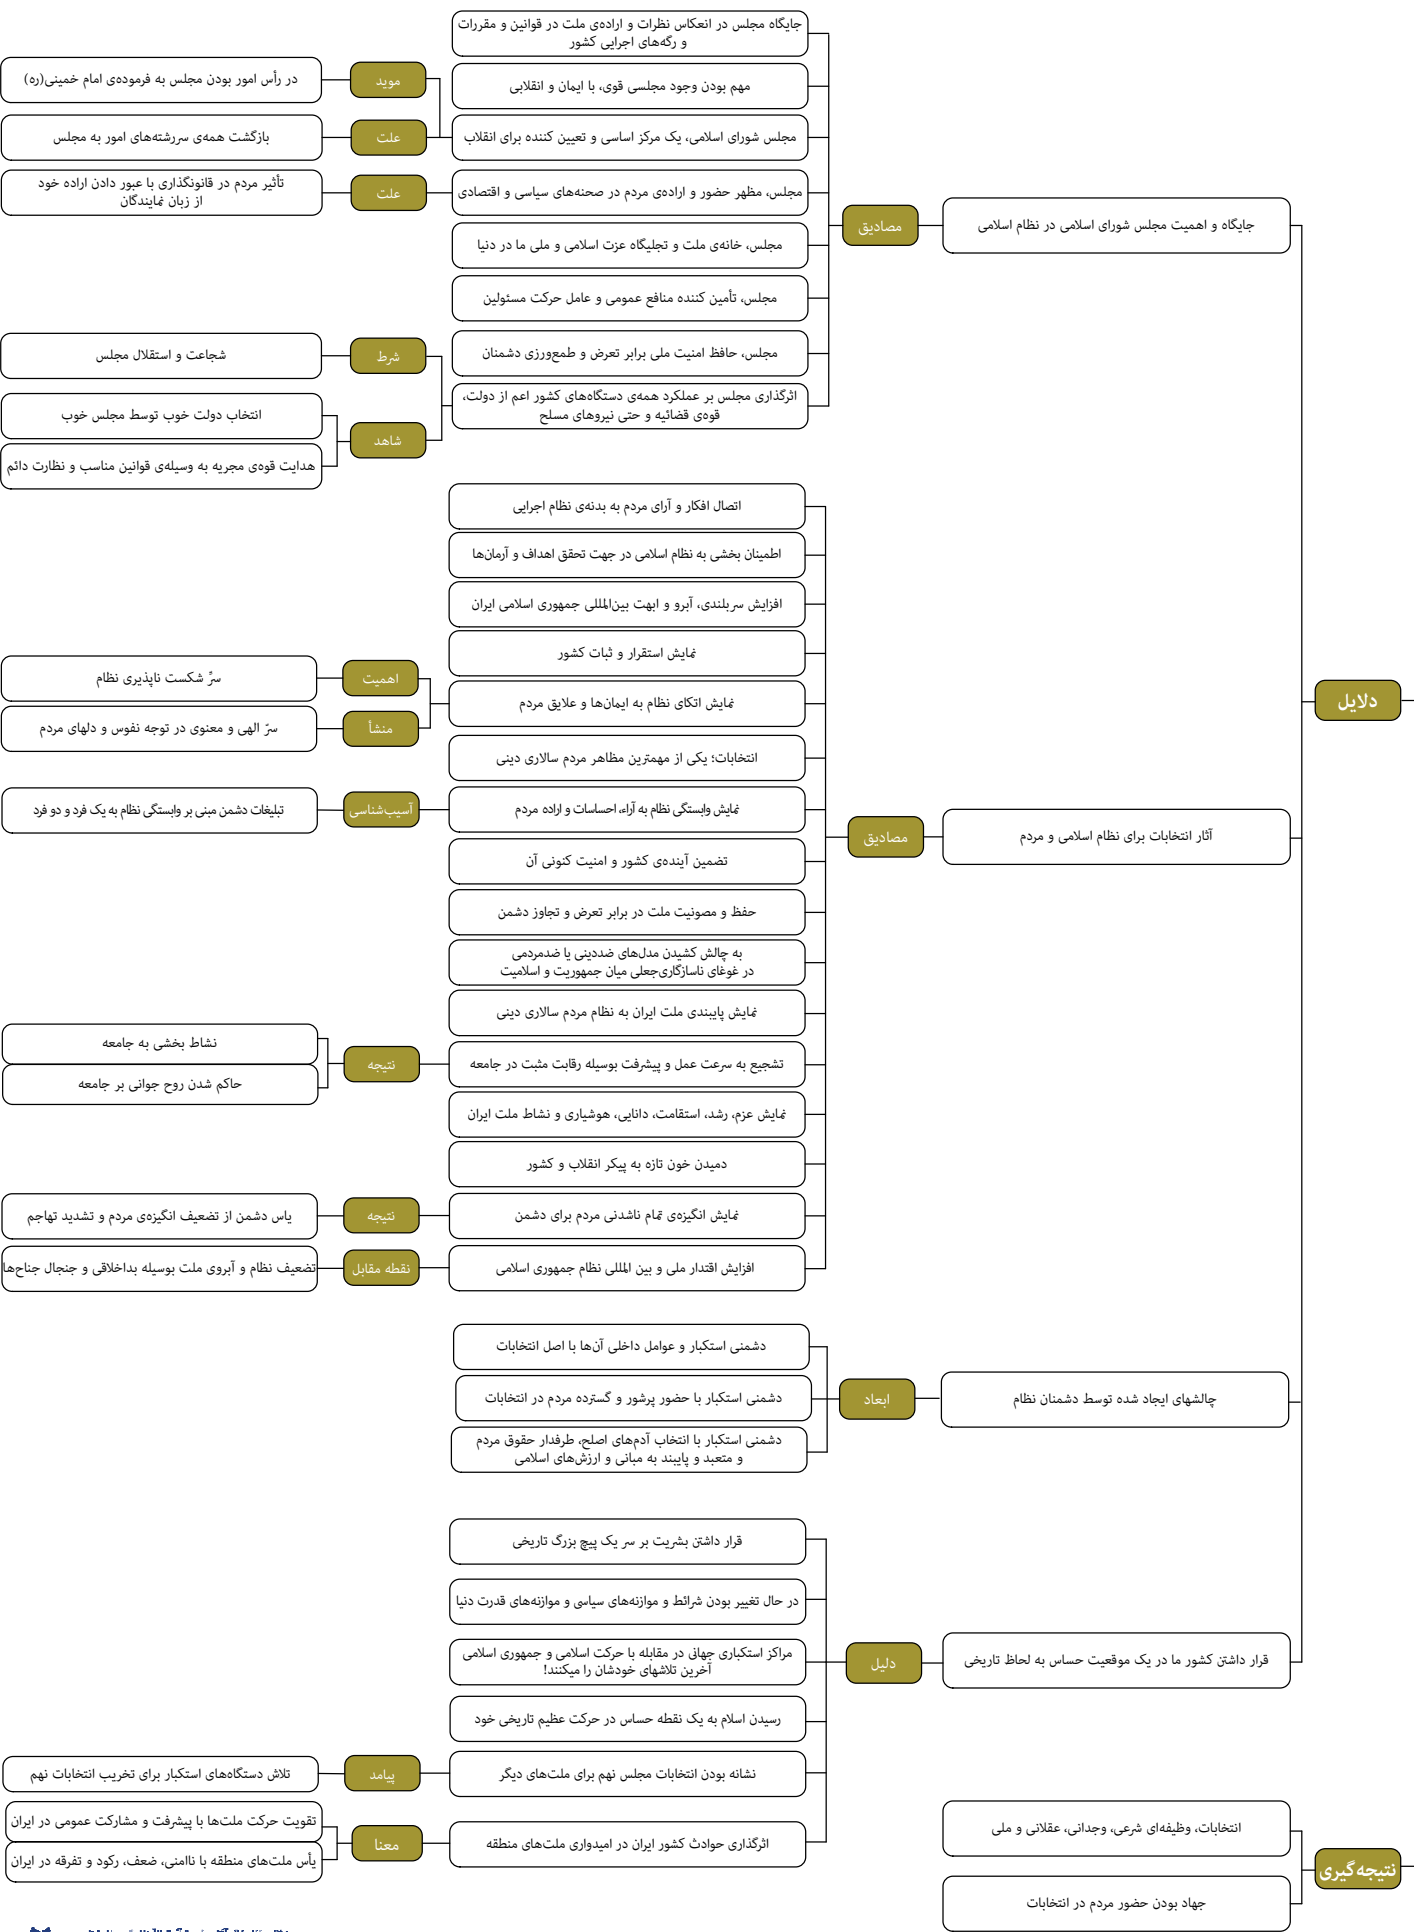 دلایل
جایگاه و اهمیت مجلس شورای اسلامی در نظام اسلامی
مصادیق
جایگاه مجلس در انعکاس نظرات و اراده‌ی ملت در قوانین و مقررات
و رگه‌های اجرایی کشور
مهم بودن وجود مجلسی قوی، با ایمان و انقلابی
مجلس شورای اسلامی، یک مرکز اساسی و تعیین کننده برای انقلاب
موید
در رأس امور بودن مجلس به فرموده‌ی امام خمینی(ره)
علت
بازگشت همه‌ی سررشته‌های امور به مجلس
مجلس، مظهر حضور و اراده‌ی مردم در صحنه‌های سیاسی و اقتصادی
علت
تأثیر مردم در قانونگذاری با عبور دادن اراده خود
از زبان نمایندگان
مجلس، خانه‌ی ملت و تجلیگاه عزت اسلامی و ملی ما در دنیا
مجلس، تأمین کننده منافع عمومی و عامل حرکت مسئولین
مجلس، حافظ امنیت ملی برابر تعرض و طمع‌ورزی دشمنان
اثرگذاری مجلس بر عملکرد همه‌ی دستگاه‌های کشور اعم از دولت،
قوه‌ی قضائیه و حتی نیروهای مسلح
شرط
شجاعت و استقلال مجلس
شاهد
انتخاب دولت خوب توسط مجلس خوب
هدایت قوه‌ی مجریه به وسیله‌ی قوانین مناسب و نظارت دائم
آثار انتخابات برای نظام اسلامی و مردم
مصادیق
اتصال افکار و آرای مردم به بدنه‌ی نظام اجرایی
اطمینان بخشی به نظام اسلامی در جهت تحقق اهداف و آرمان‌ها
افزایش سربلندی، آبرو و ابهت بین‌المللی جمهوری اسلامی ایران
نمایش استقرار و ثبات کشور
نمایش اتکای نظام به ایمان‌ها و علایق مردم
اهمیت
سرِّ شکست ناپذیری نظام
منشأ
سرّ الهی و معنوی در توجه نفوس و دلهای مردم
انتخابات؛ یکی از مهمترین مظاهر مردم سالاری دینی
نمایش وابستگی نظام به آراء، احساسات و اراده مردم
آسیب‌شناسی
تبلیغات دشمن مبنی بر وابستگی نظام به یک فرد و دو فرد
تضمین آینده‌ی کشور و امنیت کنونی آن
حفظ و مصونیت ملت در برابر تعرض و تجاوز دشمن
به چالش کشیدن مدل‌های ضددینی یا ضدمردمی
در غوغای ناسازگاری‌جعلی میان جمهوریت و اسلامیت
نمایش پایبندی ملت ایران به نظام مردم سالاری دینی
تشجیع به سرعت عمل و پیشرفت بوسیله رقابت مثبت در جامعه
نتیجه
نشاط بخشی به جامعه
حاکم شدن روح جوانی بر جامعه
نمایش عزم، رشد، استقامت، دانایی، هوشیاری و نشاط ملت ایران
دمیدن خون تازه به پیکر انقلاب و کشور
نمایش انگیزه‌ی تمام ناشدنی مردم برای دشمن
نتیجه
یاس دشمن از تضعیف انگیزه‌ی مردم و تشدید تهاجم
افزایش اقتدار ملی و بین المللی نظام جمهوری اسلامی
نقطه مقابل
تضعیف نظام و آبروی ملت بوسیله بداخلاقی و جنجال جناح‌ها
چالشهای ایجاد شده توسط دشمنان نظام
ابعاد
دشمنی استکبار و عوامل داخلی آن‌ها با اصل انتخابات
دشمنی استکبار با حضور پرشور و گسترده مردم در انتخابات
دشمنی استکبار با انتخاب آدم‌های اصلح، طرفدار حقوق مردم
و متعبد و پایبند به مبانی و ارزش‌های اسلامی
قرار داشتن کشور ما در یک موقعیت حساس به لحاظ تاریخی
دلیل
قرار داشتن بشریت بر سر یک پیچ بزرگ تاریخی
در حال تغییر بودن شرائط و موازنه‌های سیاسی و موازنه‌های قدرت دنیا
مراکز استکباری جهانی در مقابله با حرکت اسلامی و جمهوری اسلامی
آخرین تلاشهای خودشان را میکنند!
رسیدن اسلام به یک نقطه حساس در حرکت عظیم تاریخی خود
نشانه بودن انتخابات مجلس نهم برای ملت‌های دیگر
پیامد
تلاش دستگاه‌های استکبار برای تخریب انتخابات نهم
اثرگذاری حوادث کشور ایران در امیدواری ملت‌های منطقه
معنا
تقویت حرکت ملت‌ها با پیشرفت و مشارکت عمومی در ایران
یأس ملت‌های منطقه با ناامنی، ضعف، رکود و تفرقه در ایران
نتیجه‌گیری
انتخابات، وظیفه‌ای شرعی، وجدانی، عقلانی و ملی
جهاد بودن حضور مردم در انتخابات